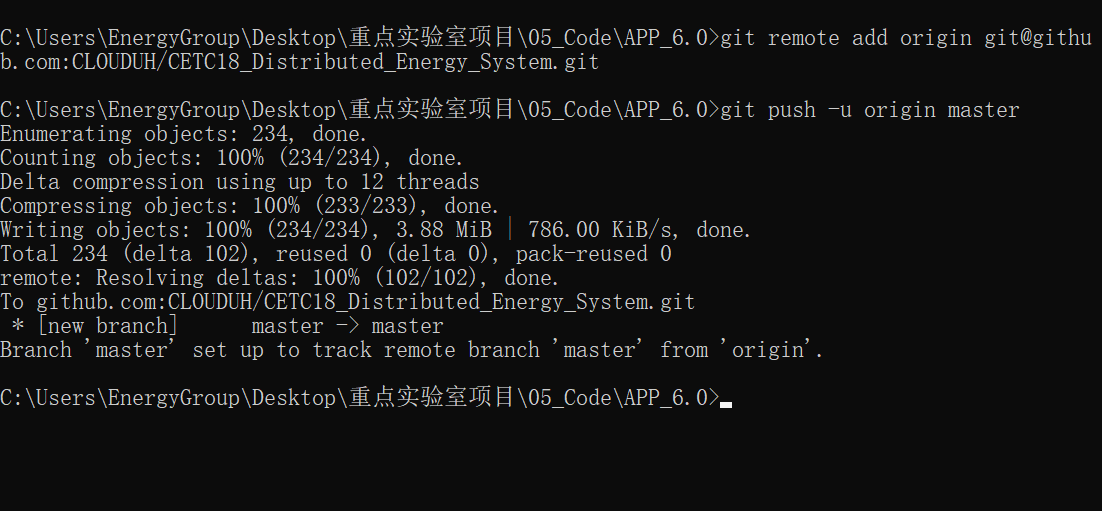 C:\Users\EnergyGroup\Desktop\重点实验室项目\05_Code\APP_6.0>git remote add origin git@githu
b.com:CLOUDUH/CETC18_Distributed_Energy_System.git
C:\Users\EnergyGroup\Desktop\重点实验室项目\05_Code\APP_6.0>git push -u origin master
Enumerating objects: 234, done.
Counting objects: 100% (234/234), done.
Delta compression using up to 12 threads
Compressing objects: 100% (233/233), done.
Writing objects: 100% (234/234), 3.88 MiB | 786.00 KiB/s, done.
Total 234 (delta 102), reused 0 (delta 0), pack-reused 0
remote: Resolving deltas: 100% (102/102), done.
To github.com:CLOUDUH/CETC18_Distributed_Energy_System.git
 * [new branch]      master -> master
Branch 'master' set up to track remote branch 'master' from 'origin'.
C:\Users\EnergyGroup\Desktop\重点实验室项目\05_Code\APP_6.0>